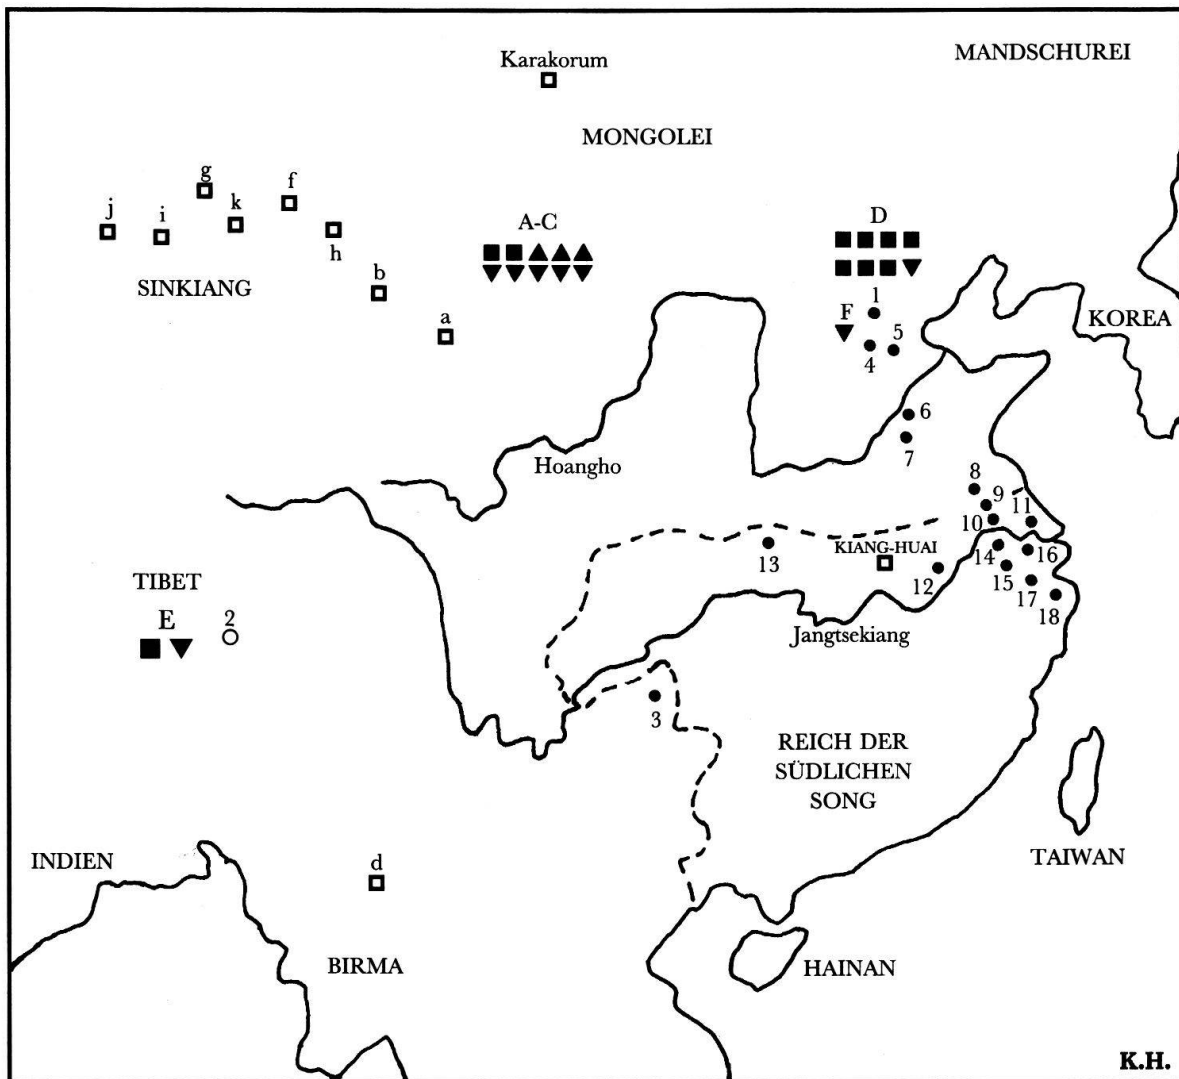 Karakorum
MANDSCHUREI
MONGOLEI
g
f
j
i
k
h
A-C
D
SINKIANG
b
a
1
F
4
5
KOREA
6
7
Hoangho
8
9
10
11
KIANG-HUAI
13
12
14
15
16
17
18
TIBET
E
2
Jangtsekiang
3
REICH DER
SÜDLICHEN
SONG
INDIEN
d
TAIWAN
BIRMA
HAINAN
K.H.